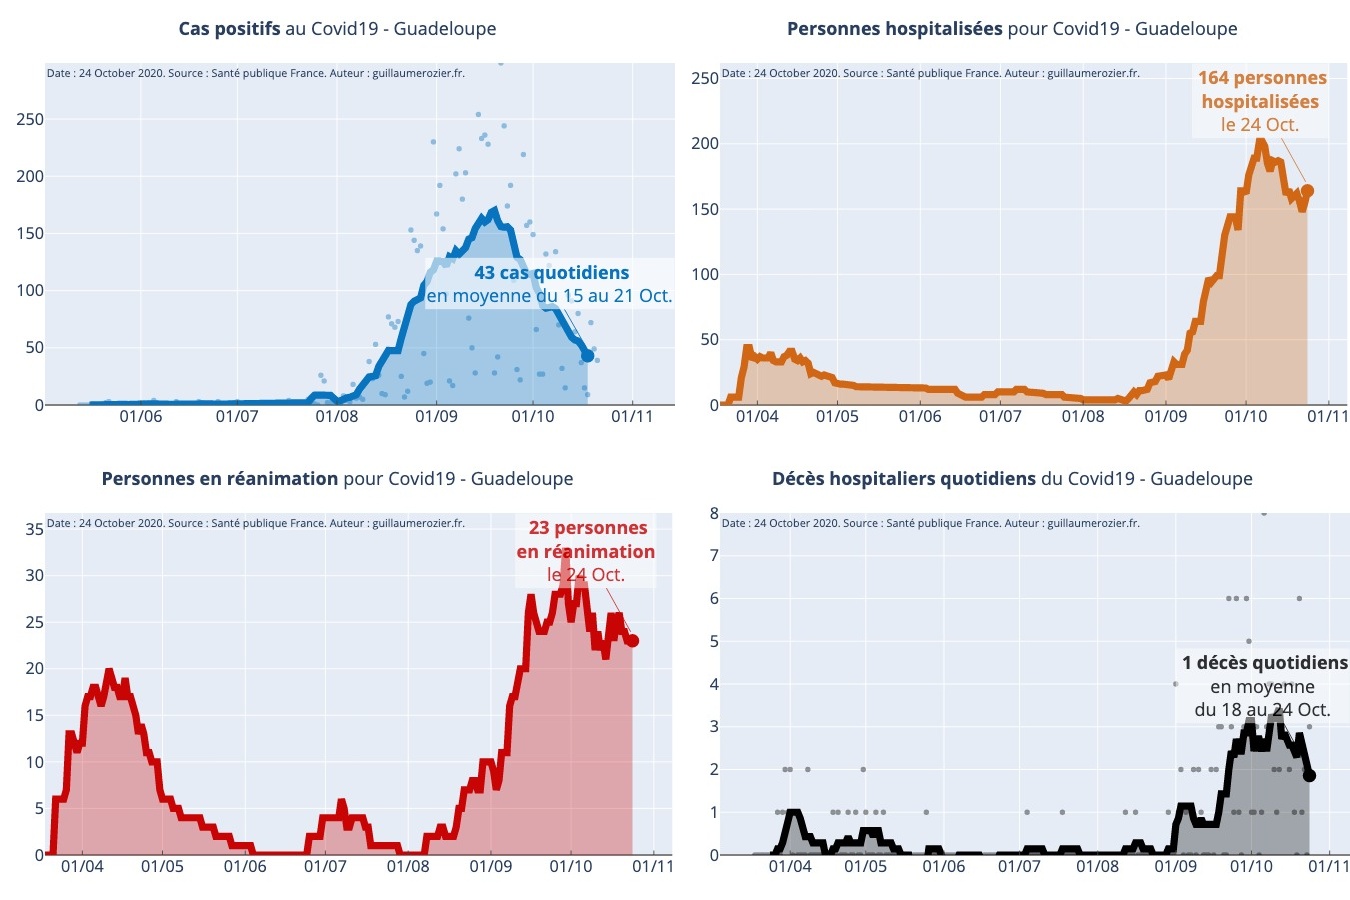 Cas positifs au Covid19 - Guadeloupe
Date : 24 October 2020. Source : Santé publique France. Auteur : guillaumerozier.fr.
250
200
150
100
50
0
43 cas quotidiens
en moyenne du 15 au 21 Oct.
01/06 01/07 01/08 01/09 01/10 01/11
Personnes hospitalisées pour Covid19 - Guadeloupe
Date : 24 October 2020. Source : Santé publique France. Auteur : guillaumerozier.fr.
250
200
150
100
50
0
164 personnes
hospitalisées
le 24 Oct.
01/04 01/05 01/06 01/07 01/08 01/09 01/10 01/11
Personnes en réanimation pour Covid19 - Guadeloupe
Date : 24 October 2020. Source : Santé publique France. Auteur : guillaumerozier.fr.
35
30
25
20
15
10
5
0
23 personnes
en réanimation
le 24 Oct.
01/04 01/05 01/06 01/07 01/08 01/09 01/10 01/11
Décès hospitaliers quotidiens du Covid19 - Guadeloupe
Date : 24 October 2020. Source : Santé publique France. Auteur : guillaumerozier.fr.
8
7
6
5
4
3
2
1
0
1 décès quotidiens
en moyenne
du 18 au 24 Oct.
01/04 01/05 01/06 01/07 01/08 01/09 01/10 01/11